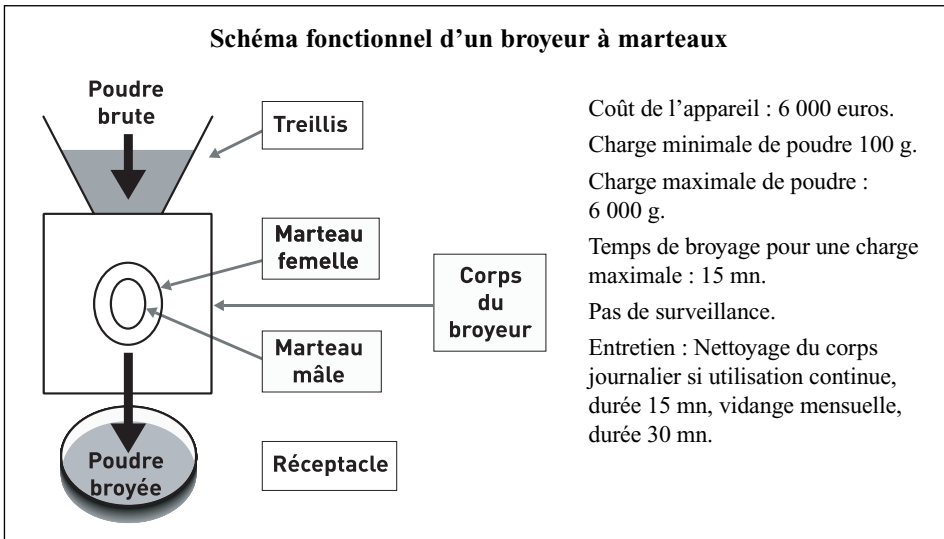 Schéma fonctionnel d’un broyeur à marteaux
Poudre
brute
Treillis
Marteau
femelle
Corps
du
broyeur
Marteau
mâle
Poudre
broyée
Réceptacle
Coût de l’appareil : 6 000 euros.
Charge minimale de poudre 100 g.
Charge maximale de poudre :
6 000 g.
Temps de broyage pour une charge
maximale : 15 mn.
Pas de surveillance.
Entretien : Nettoyage du corps
journalier si utilisation continue,
durée 15 mn, vidange mensuelle,
durée 30 mn.